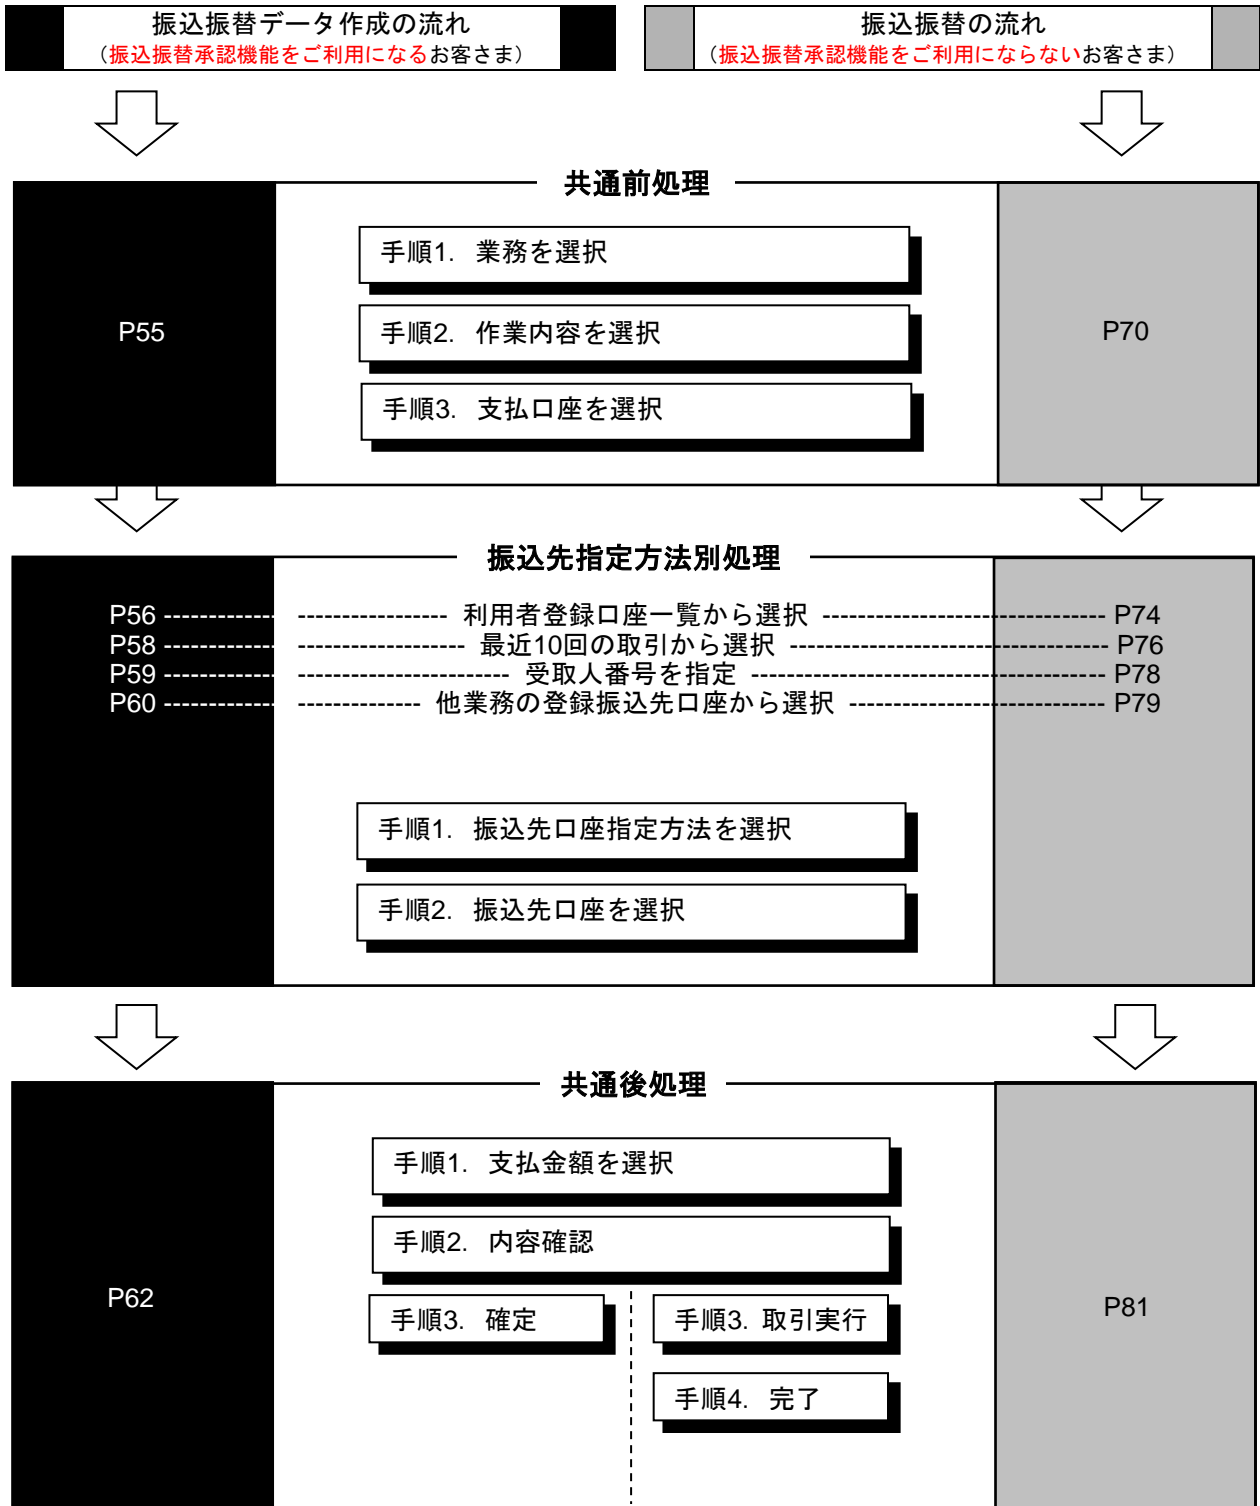 振込振替データ作成の流れ
（振込振替承認機能をご利用になるお客さま）
振込振替の流れ
（振込振替承認機能をご利用にならないお客さま）
共通前処理
手順1. 業務を選択
手順2. 作業内容を選択
手順3. 支払口座を選択
P55
P70
振込先指定方法別処理
P56 利用者登録口座一覧から選択 P74
P58 最近10回の取引から選択 P76
P59 受取人番号を指定 P78
P60 他業務の登録振込先口座から選択 P79
手順1. 振込先口座指定方法を選択
手順2. 振込先口座を選択
共通後処理
手順1. 支払金額を選択
手順2. 内容確認
P62
手順3. 確定
手順3. 取引実行
手順4. 完了
P81